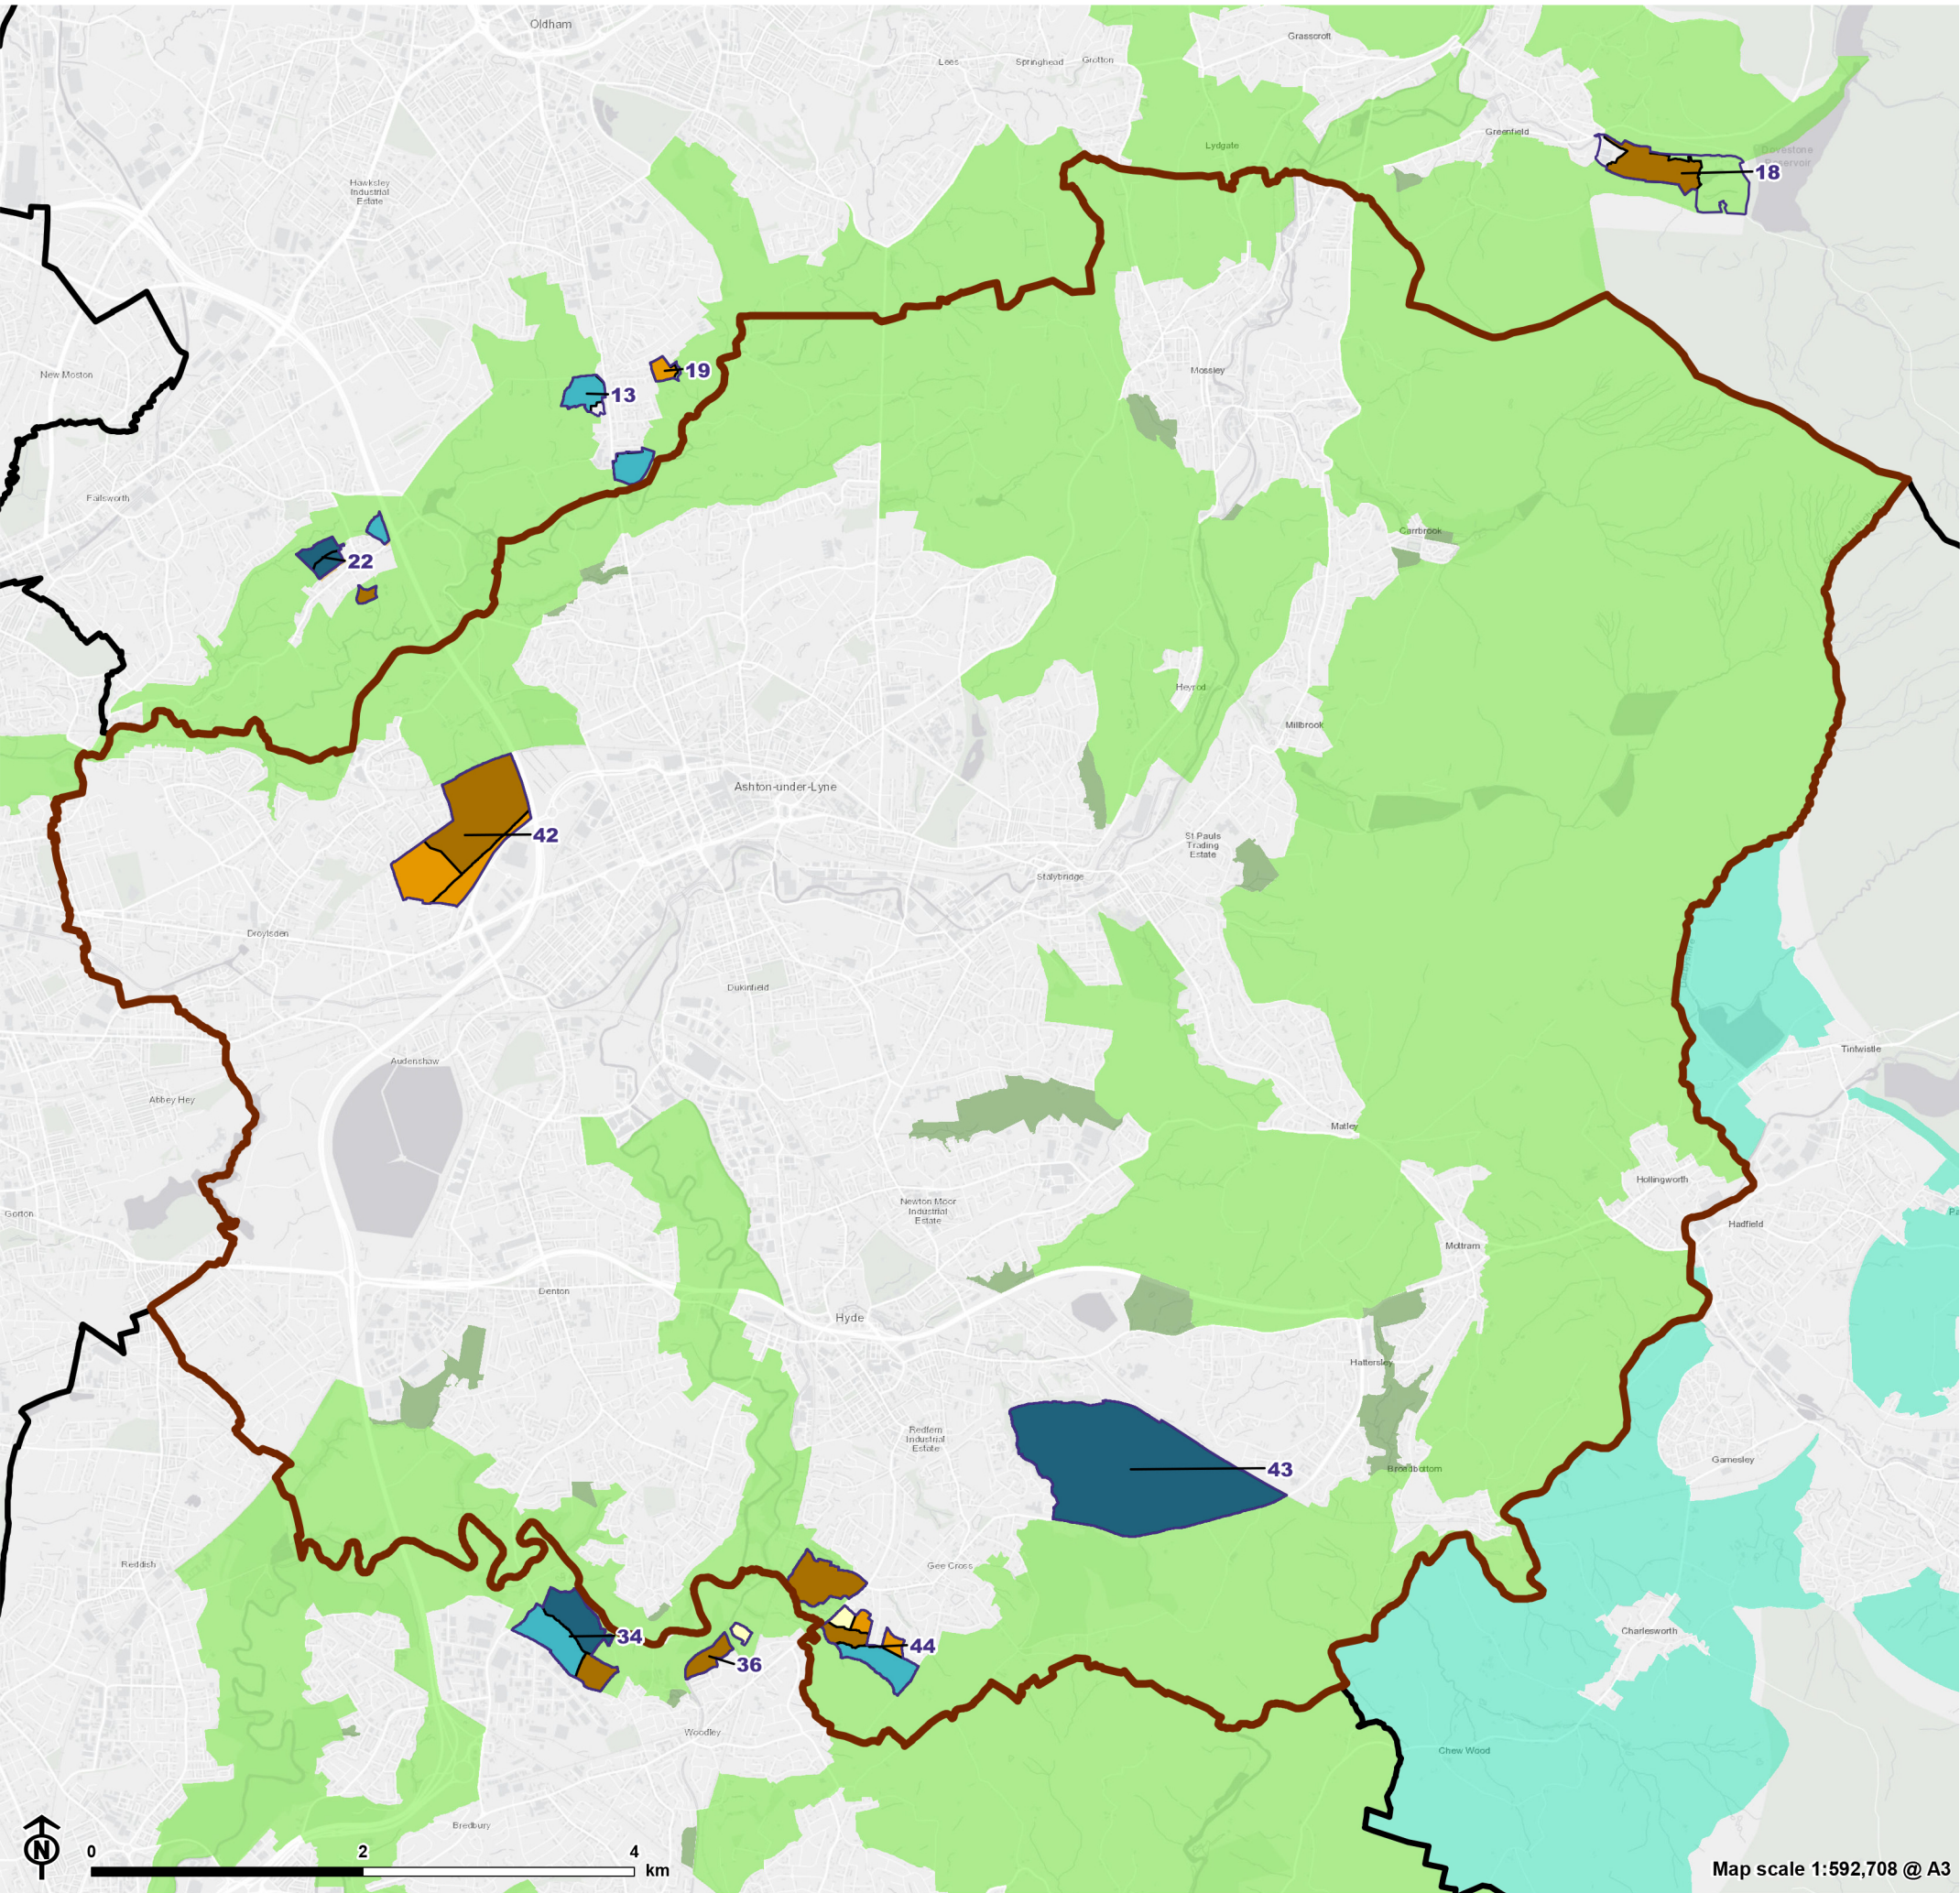 Oldham
Grasscroft
Lees
Springhead
Grotton
Greenfield
Lydgate
Dovestone
Reservoir
18
Hawksley
Industrial
Estate
New Moston
19
13
Mossley
Failsworth
Carrbrook
22
Heyrod
Millbrook
Ashton-under-Lyne
42
St Pauls
Trading
Estate
Stalybridge
Droylsden
Dukinfield
Tintwistle
Audenshaw
Abbey Hey
Matley
Hollingworth
Newton Moor
Industrial
Estate
Gorton
Hadfield
Mottram
Denton
Hyde
Hattersley
Redfern
Industrial
Estate
43
Broadbottom
Gamesley
Reddish
Gee Cross
34
44
36
Charlesworth
Woodley
Chew Wood
Bredbury
N
0 2 4
km
Map scale 1:592,708 @ A3